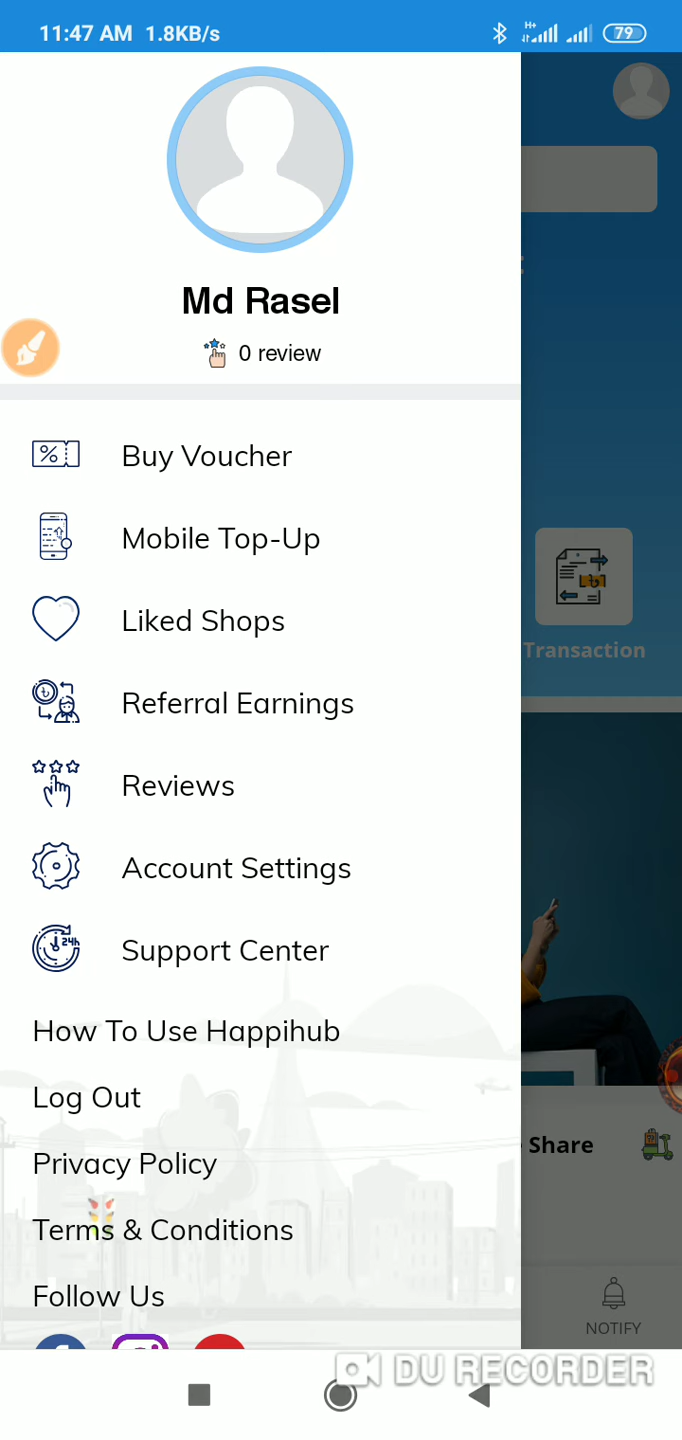 11:47 AM 1.8KB/s
H+
79
Md Rasel
0 review
Buy Voucher
Mobile Top-Up
Liked Shops
Transaction
Referral Earnings
Reviews
Account Settings
24h
Support Center
How To Use Happihub
Log Out
Share
Privacy Policy
Terms & Conditions
Follow Us
NOTIFY
DU RECORDER